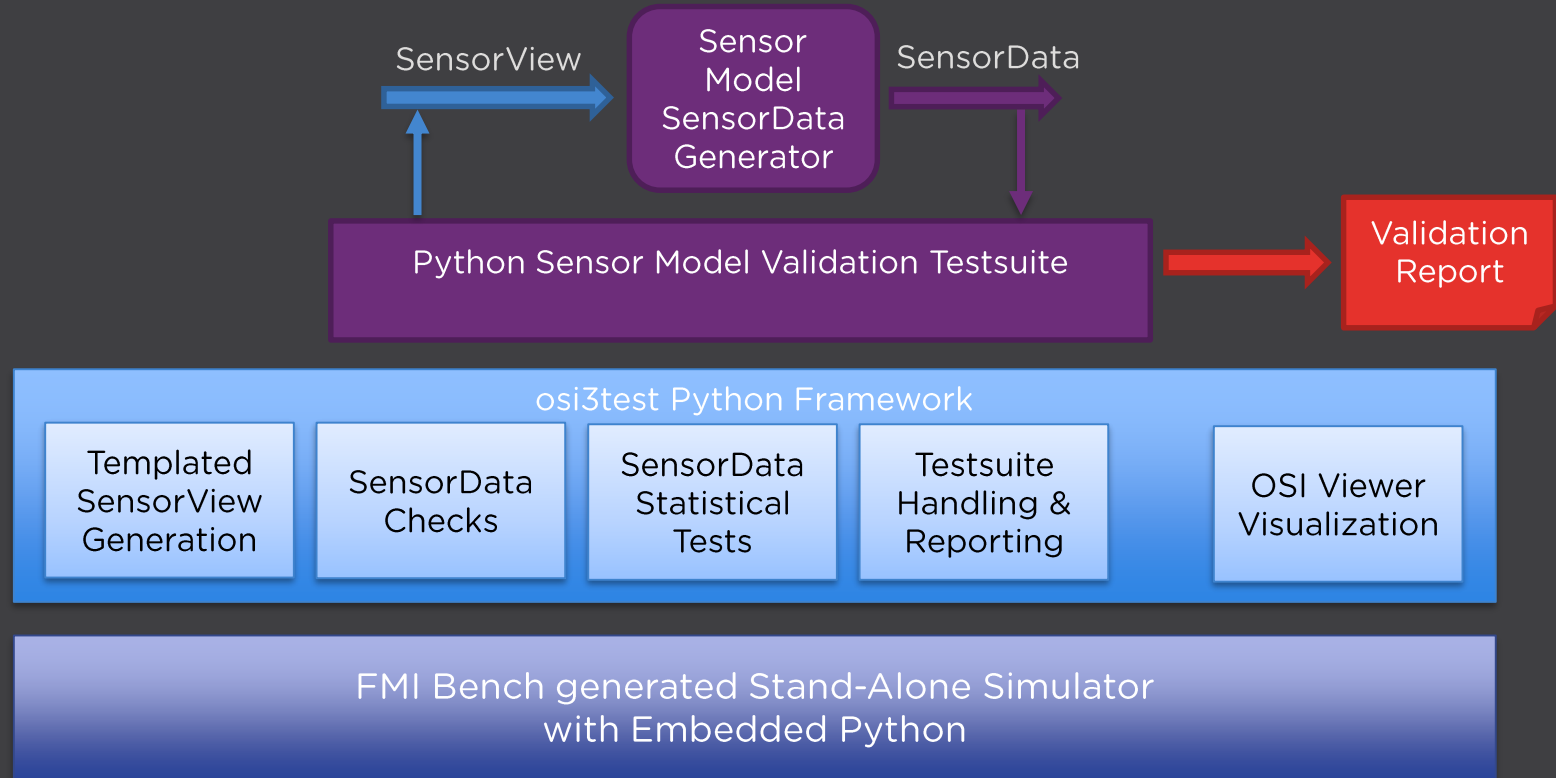 SensorView
Sensor
Model
SensorData
Generator
SensorData
Python Sensor Model Validation Testsuite
Validation
Report
osi3test Python Framework
Templated
SensorView
Generation
SensorData
Checks
SensorData
Statistical
Tests
Testsuite
Handling &
Reporting
OSI Viewer
Visualization
FMI Bench generated Stand-Alone Simulator
with Embedded Python